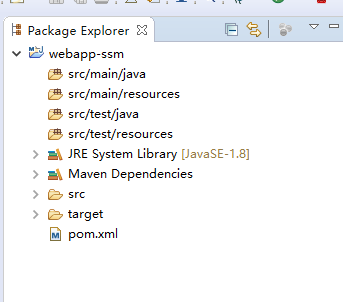 Package Explorer
webapp-ssm
src/main/java
src/main/resources
src/test/java
src/test/resources
JRE System Library [JavaSE-1.8]
Maven Dependencies
src
target
pom.xml